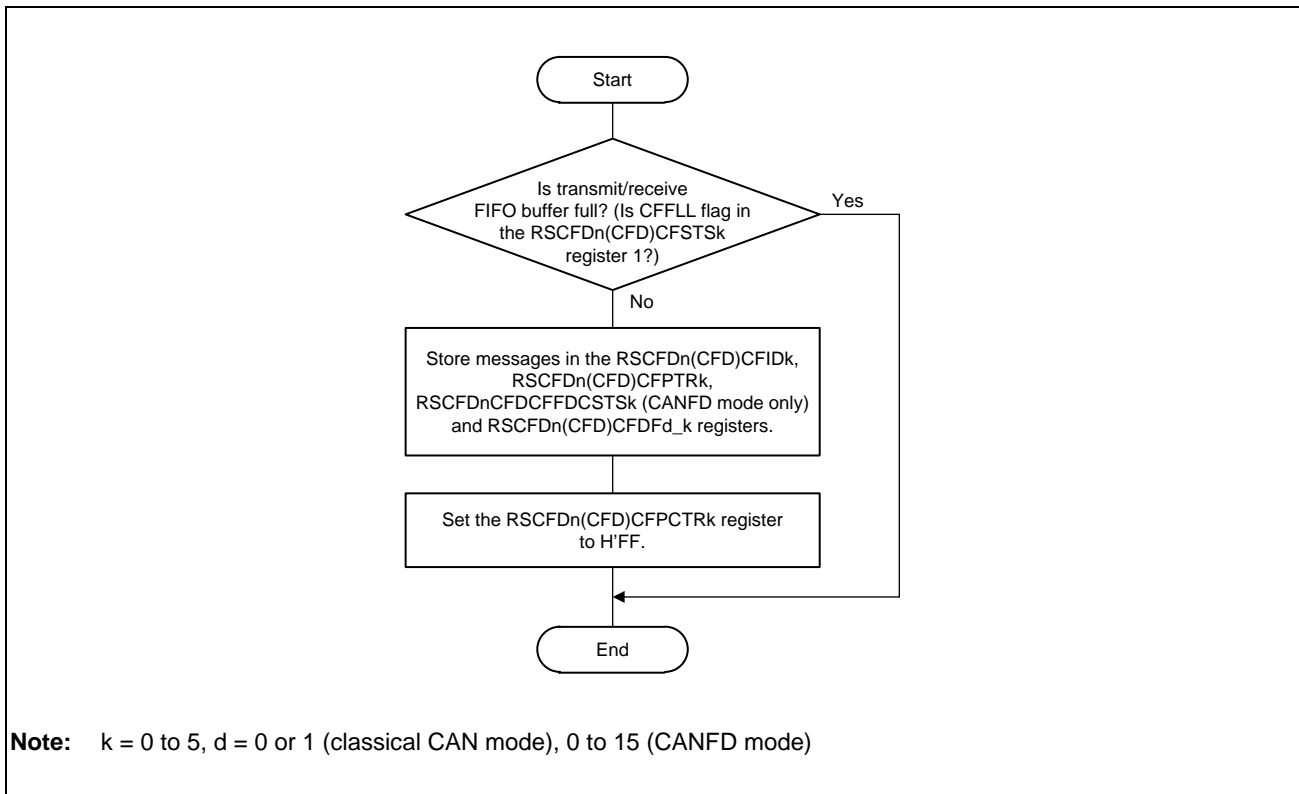 Start
Is transmit/receive
FIFO buffer full? (Is CFFLL flag in
the RSCFDn(CFD)CFSTSk
register 1?)
Yes
No
Store messages in the RSCFDn(CFD)CFIDk,
RSCFDn(CFD)CFPTRk,
RSCFDnCFDCFFDCSTSk (CANFD mode only)
and RSCFDn(CFD)CFDFd_k registers.
Set the RSCFDn(CFD)CFPCTRk register
to H'FF.
End
Note: k = 0 to 5, d = 0 or 1 (classical CAN mode), 0 to 15 (CANFD mode)